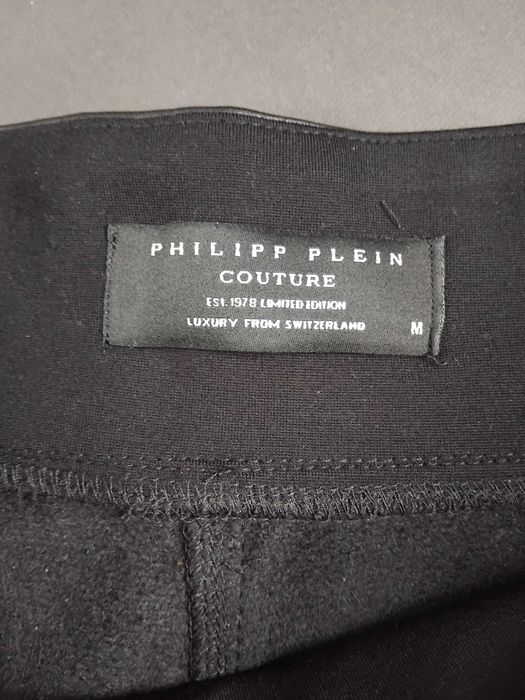 PHILIPP PLEIN
COUTURE
EST. 1978 LIMITED EDITION
LUXURY FROM SWITZERLAND M